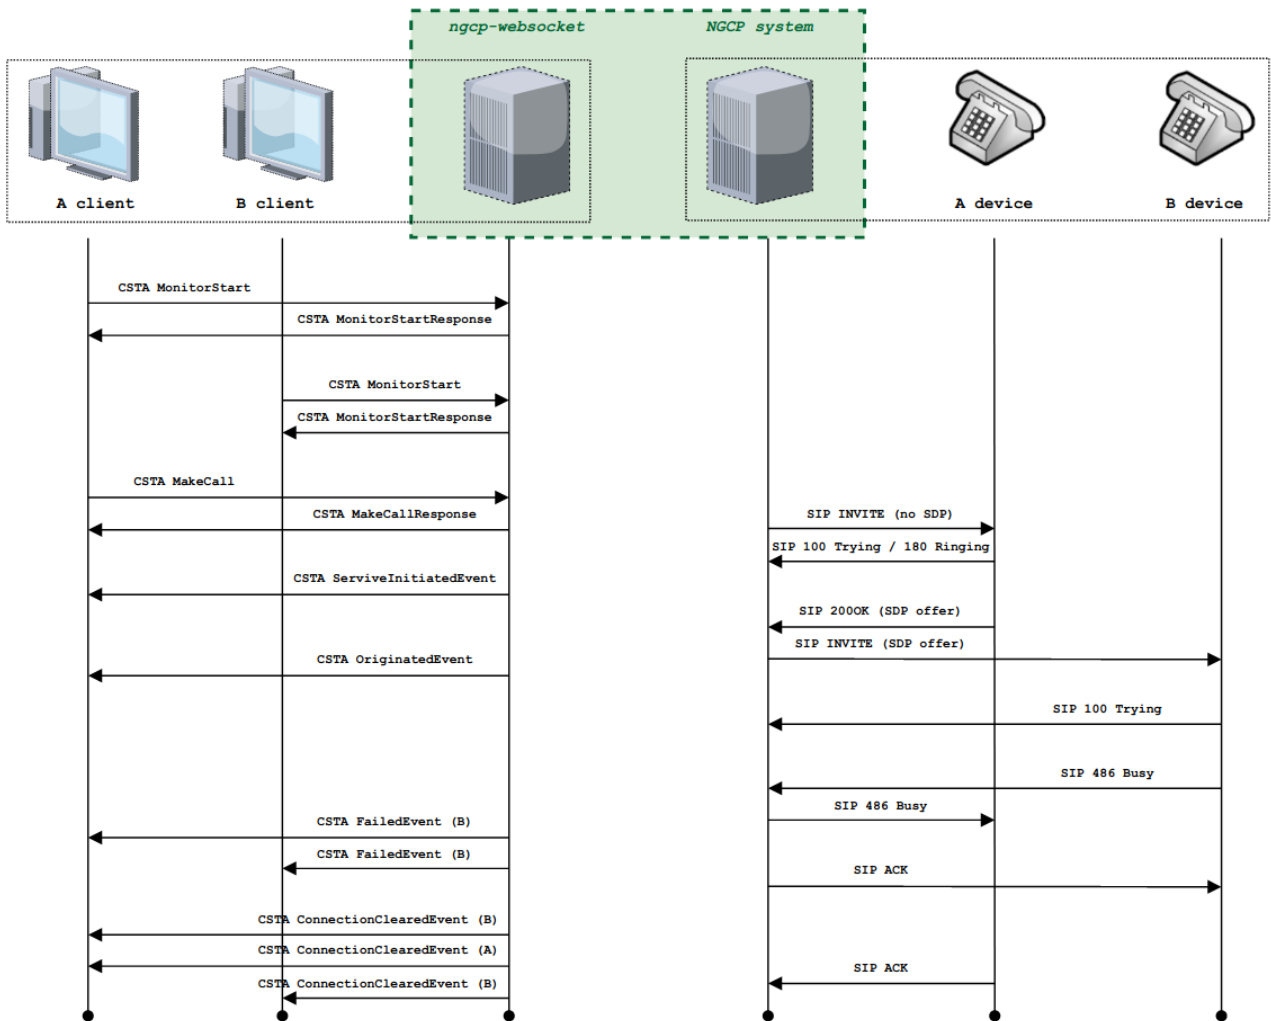 ngcp-websocket
NGCP system
A client
B client
A device
B device
CSTA MonitorStart
CSTA MonitorStartResponse
CSTA MonitorStart
CSTA MonitorStartResponse
CSTA MakeCall
CSTA MakeCallResponse
SIP INVITE (no SDP)
SIP 100 Trying / 180 Ringing
CSTA ServiveInitiatedEvent
SIP 200OK (SDP offer)
SIP INVITE (SDP offer)
CSTA OriginatedEvent
SIP 100 Trying
SIP 486 Busy
SIP 486 Busy
CSTA FailedEvent (B)
CSTA FailedEvent (B)
SIP ACK
CSTA ConnectionClearedEvent (B)
CSTA ConnectionClearedEvent (A)
SIP ACK
CSTA ConnectionClearedEvent (B)